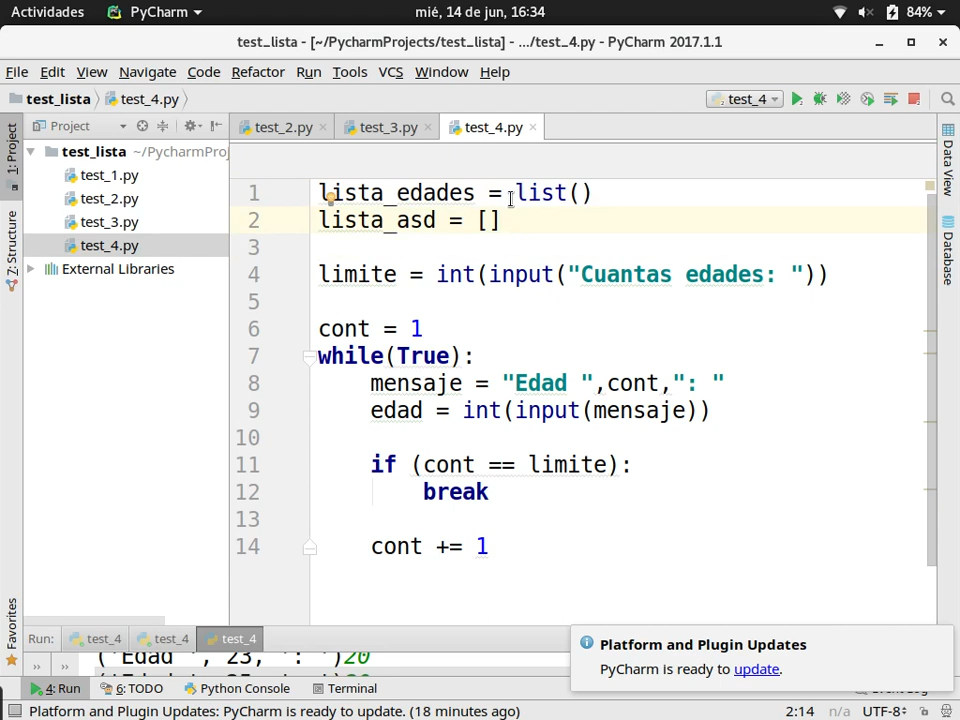 Actividades PyCharm mié, 14 de jun, 16:34 84%
test_lista - [~/PycharmProjects/test_lista] - .../test_4.py - PyCharm 2017.1.1
File Edit View Navigate Code Refactor Run Tools VCS Window Help
test_lista test_4.py test_4
Project test_2.py test_3.py test_4.py
test_lista ~/PycharmProj
test_1.py
test_2.py
test_3.py
test_4.py
External Libraries
1: Project
7: Structure
Favorites
1 lista_edades = list()
2 lista_asd = []
3
4 limite = int(input("Cuantas edades: "))
5
6 cont = 1
7 while(True):
8 mensaje = "Edad ",cont,": "
9 edad = int(input(mensaje))
10
11 if (cont == limite):
12 break
13
14 cont += 1
Data View
Database
Run: test_4 test_4 test_4
('Edad ', 23, ': ')20
Platform and Plugin Updates
PyCharm is ready to update.
4: Run 6: TODO Python Console Terminal
Platform and Plugin Updates: PyCharm is ready to update. (18 minutes ago) 2:14 n/a UTF-8